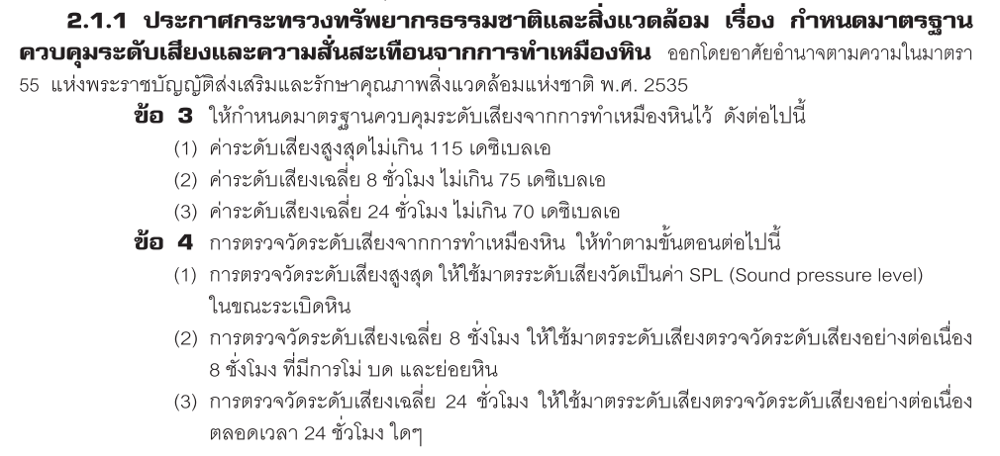 2.1.1 ประกาศกระทรวงทรัพยากรธรรมชาติและสิ่งแวดล้อม เรื่อง กำหนดมาตรฐาน
ควบคุมระดับเสียงและความสั่นสะเทือนจากการทำเหมืองหิน ออกโดยอาศัยอำนาจตามความในมาตรา
55 แห่งพระราชบัญญัติส่งเสริมและรักษาคุณภาพสิ่งแวดล้อมแห่งชาติ พ.ศ. 2535
ข้อ 3 ให้กำหนดมาตรฐานควบคุมระดับเสียงจากการทำเหมืองหินไว้ ดังต่อไปนี้
(1) ค่าระดับเสียงสูงสุดไม่เกิน 115 เดซิเบลเอ
(2) ค่าระดับเสียงเฉลี่ย 8 ชั่วโมง ไม่เกิน 75 เดซิเบลเอ
(3) ค่าระดับเสียงเฉลี่ย 24 ชั่วโมง ไม่เกิน 70 เดซิเบลเอ
ข้อ 4 การตรวจวัดระดับเสียงจากการทำเหมืองหิน ให้ทำตามขั้นตอนต่อไปนี้
(1) การตรวจวัดระดับเสียงสูงสุด ให้ใช้มาตรระดับเสียงวัดเป็นค่า SPL (Sound pressure level)
ในขณะระเบิดหิน
(2) การตรวจวัดระดับเสียงเฉลี่ย 8 ชั่งโมง ให้ใช้มาตรระดับเสียงตรวจวัดระดับเสียงอย่างต่อเนื่อง
8 ชั่งโมง ที่มีการโม่ บด และย่อยหิน
(3) การตรวจวัดระดับเสียงเฉลี่ย 24 ชั่วโมง ให้ใช้มาตรระดับเสียงตรวจวัดระดับเสียงอย่างต่อเนื่อง
ตลอดเวลา 24 ชั่วโมง ใดๆ